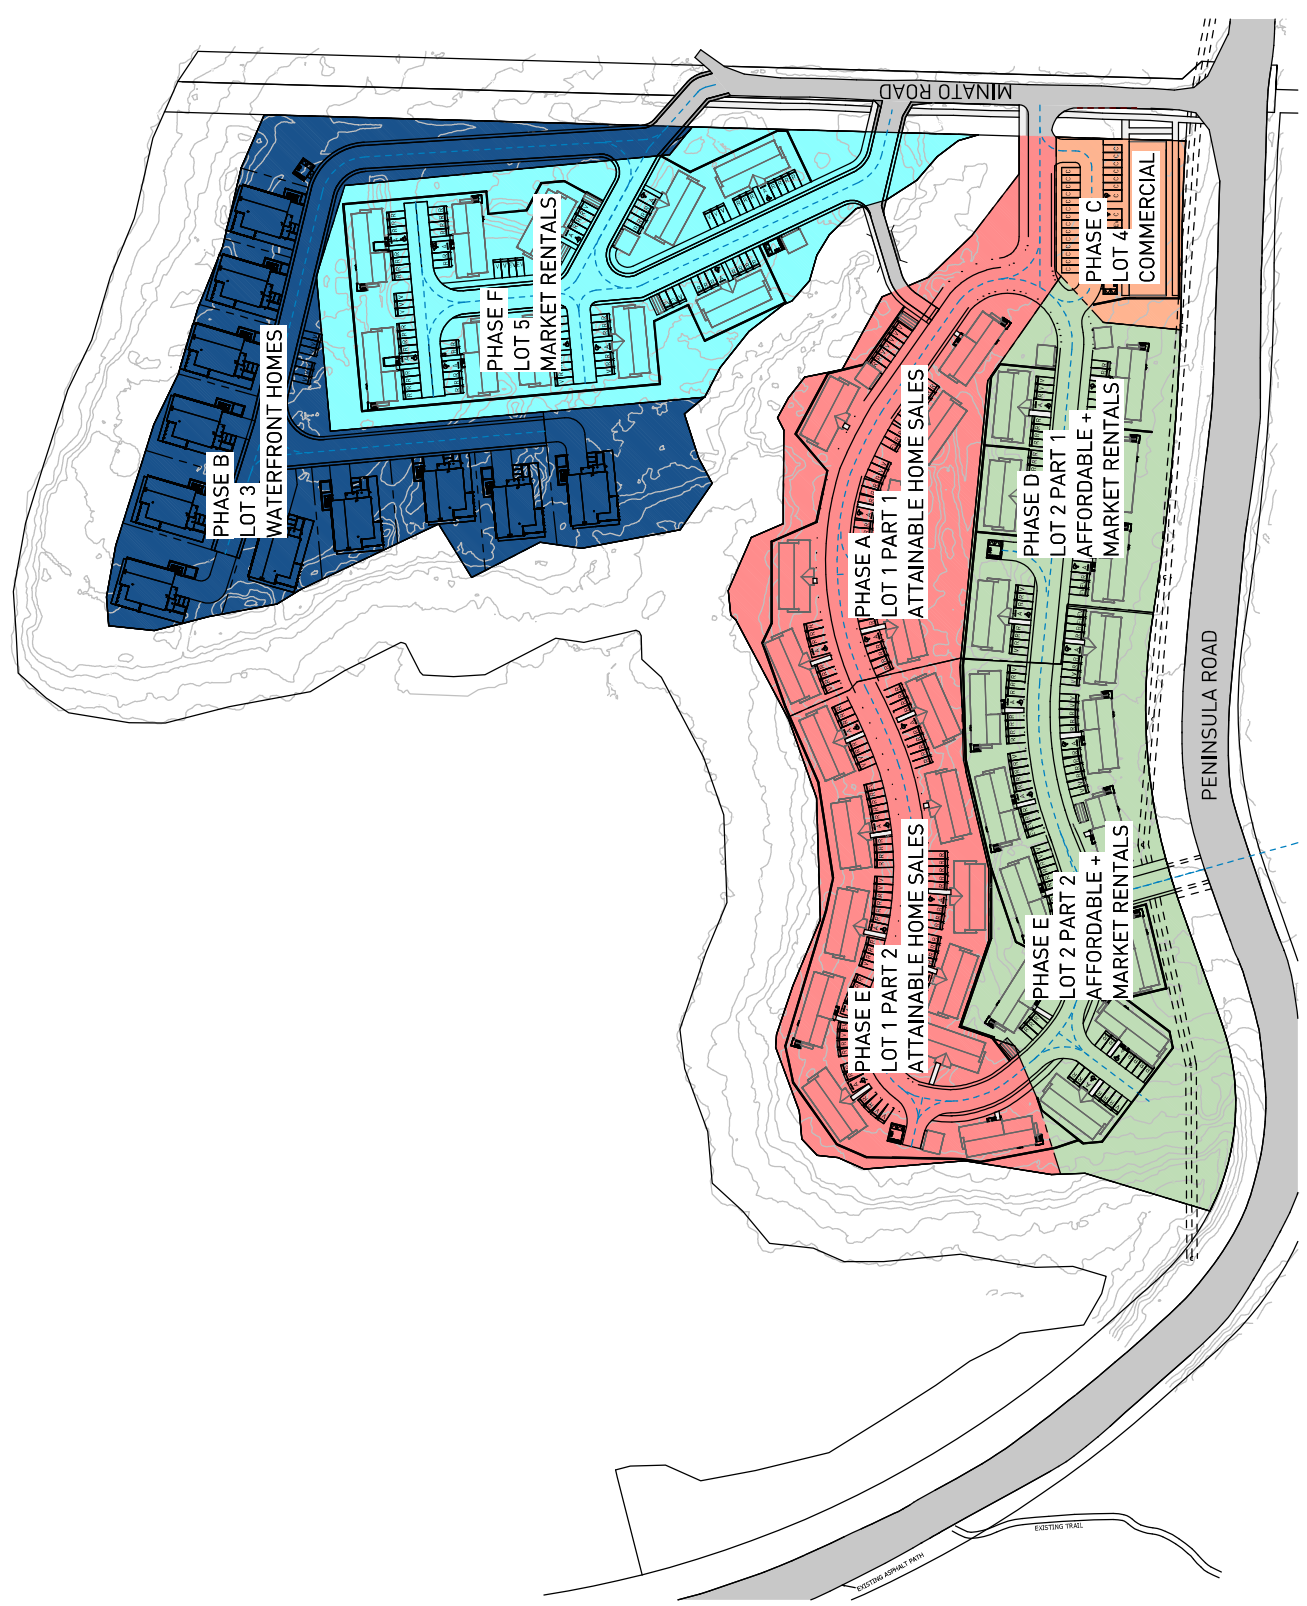 MINATO ROAD
PHASE B
LOT 3
WATERFRONT HOMES
PHASE F
LOT 5
MARKET RENTALS
PHASE C
LOT 4
COMMERCIAL
PHASE A
LOT 1 PART 1
ATTAINABLE HOME SALES
PHASE D
LOT 2 PART 1
AFFORDABLE +
MARKET RENTALS
PHASE E
LOT 1 PART 2
ATTAINABLE HOME SALES
PHASE E
LOT 2 PART 2
AFFORDABLE +
MARKET RENTALS
PENINSULA ROAD
EXISTING TRAIL
EXISTING ASPHALT PATH